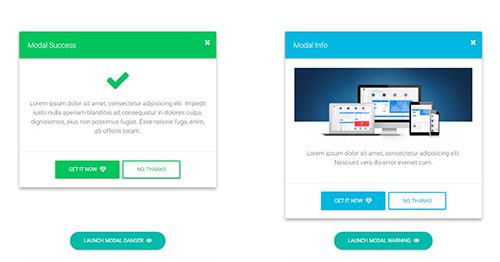 Modal Success
Lorem ipsum dolor sit amet, consectetur adipisicing elit. Impedit
iusto nulla aperiam blanditiis ad consequatur in dolores culpa,
dignissimos, eius non possimus fugiat. Esse ratione fuga, enim,
ab officiis totam.
GET IT NOW
NO, THANKS
LAUNCH MODAL DANGER
Modal Info
Lorem ipsum dolor sit amet, consectetur adipisicing elit.
Nesciunt vero illo error eveniet cum.
GET IT NOW
NO, THANKS
LAUNCH MODAL WARNING